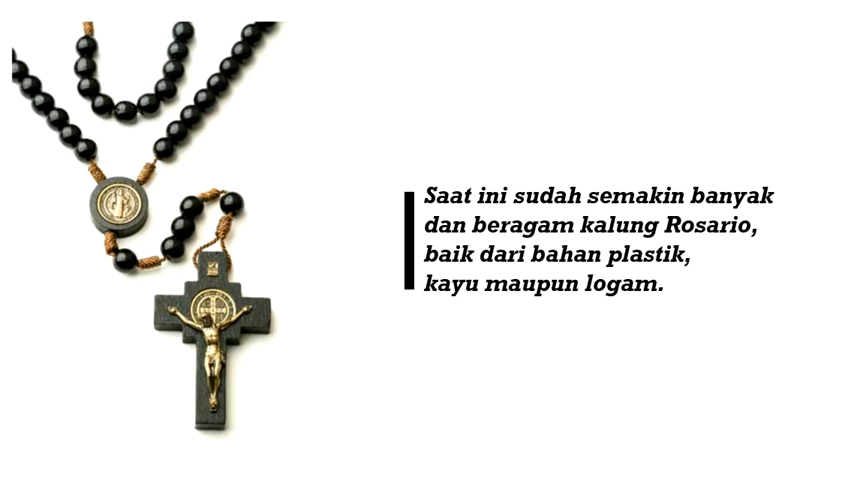 Saat ini sudah semakin banyak
dan beragam kalung Rosario,
baik dari bahan plastik,
kayu maupun logam.